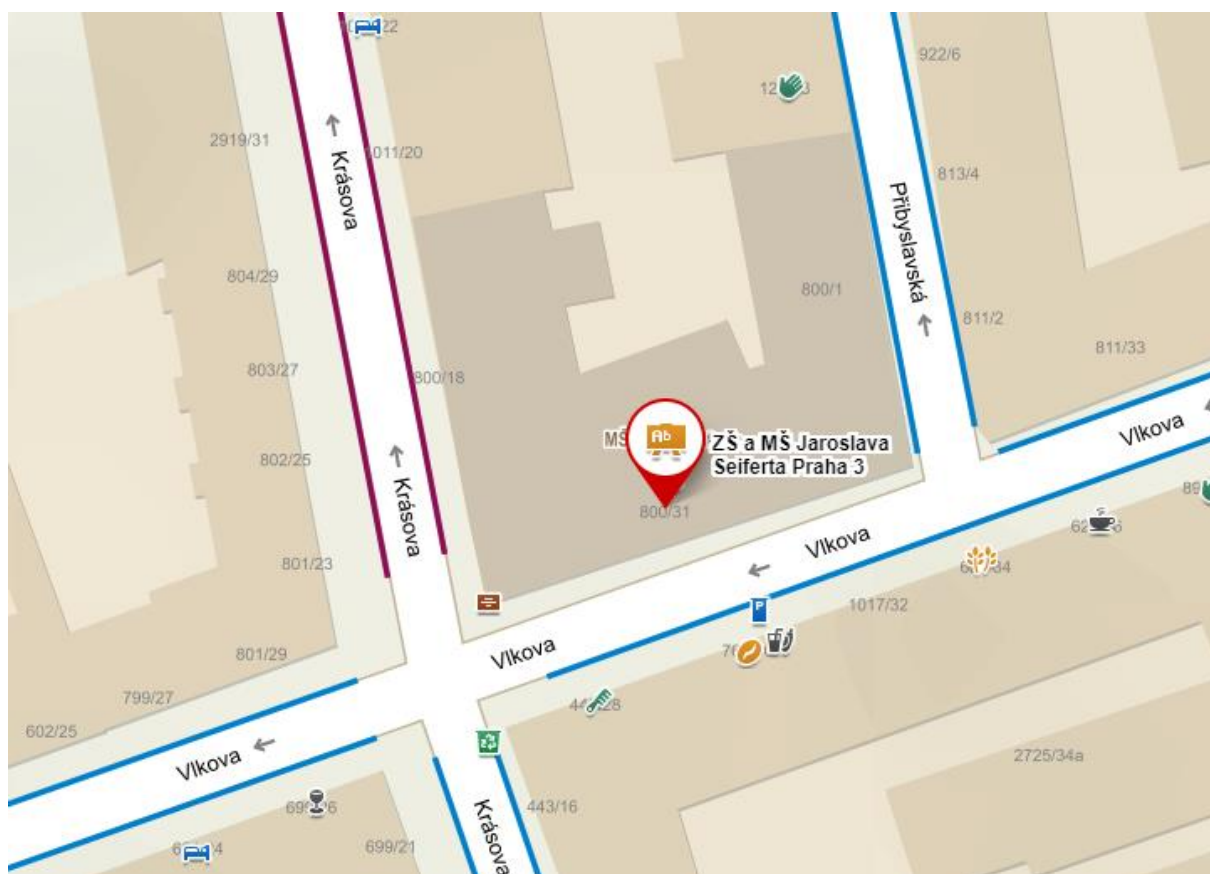 922/6
2919/31
Krásova
1011/20
813/4
Přibyslavská
804/29
800/1
811/2
811/33
803/27
800/18
Vlkova
MŠ
ZŠ a MŠ Jaroslava
Seiferta Praha 3
802/25
Krásova
800/31
Vlkova
801/23
P
1017/32
801/29
Vlkova
799/27
602/25
Vlkova
2725/34a
443/16
Krásova
699/21